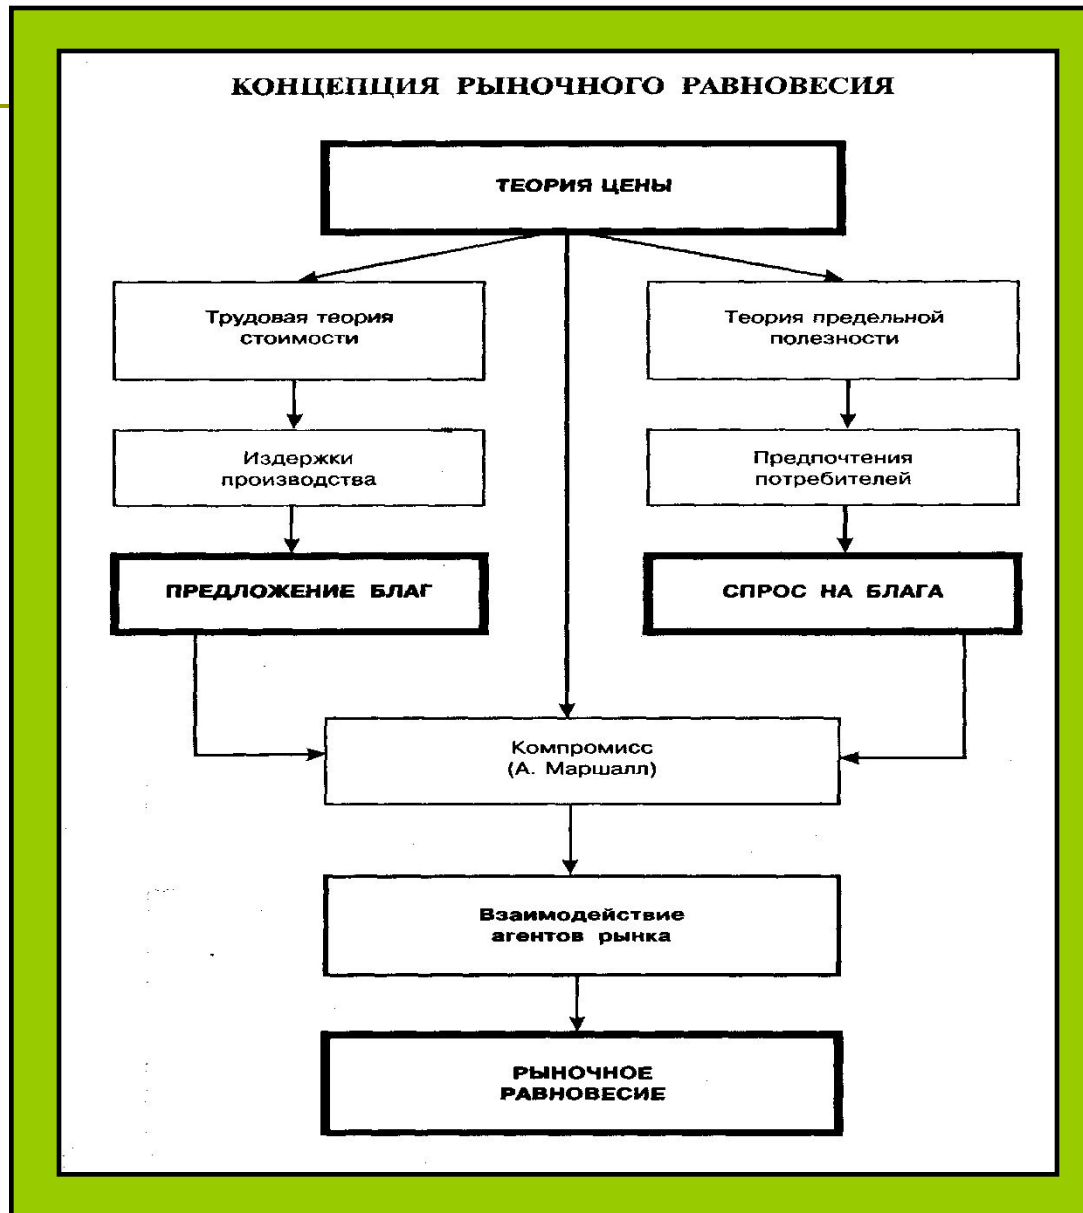 КОНЦЕПЦИЯ РЫНОЧНОГО РАВНОВЕСИЯ
ТЕОРИЯ ЦЕНЫ
Трудовая теория
стоимости
Теория предельной
полезности
Издержки
производства
Предпочтения
потребителей
ПРЕДЛОЖЕНИЕ БЛАГ
СПРОС НА БЛАГА
Компромисс
(А. Маршалл)
Взаимодействие
агентов рынка
РЫНОЧНОЕ
РАВНОВЕСИЕ